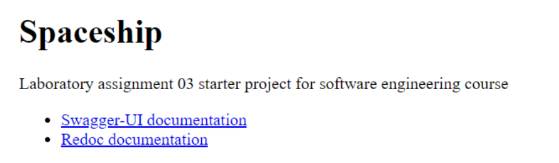 Spaceship
Laboratory assignment 03 starter project for software engineering course
Swagger-UI documentation
Redoc documentation